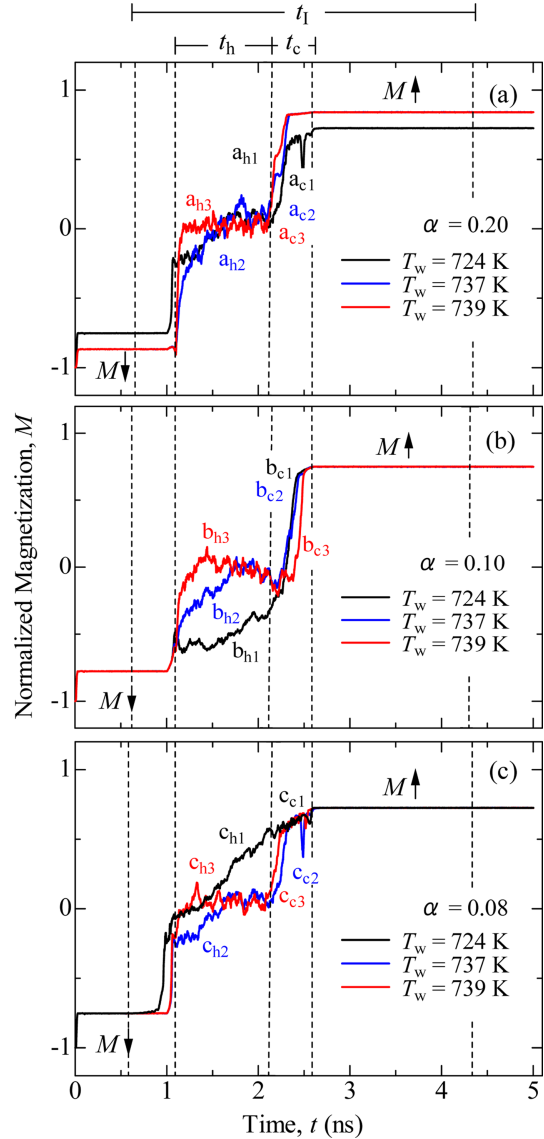 t_I
t_h t_c
1
0
-1
M (a)
a_h1
a_c1
a_h3 a_c2
a_h2 a_c3
α = 0.20
T_w = 724 K
T_w = 737 K
T_w = 739 K
M
Normalized Magnetization, M
1
0
-1
M (b)
b_c1
b_c2
b_h3 b_c3
b_h2
b_h1
α = 0.10
T_w = 724 K
T_w = 737 K
T_w = 739 K
M
1
0
-1
M (c)
c_c1
c_h1
c_h3 c_c2
c_c3
c_h2
α = 0.08
T_w = 724 K
T_w = 737 K
T_w = 739 K
M
0 1 2 3 4 5
Time, t (ns)